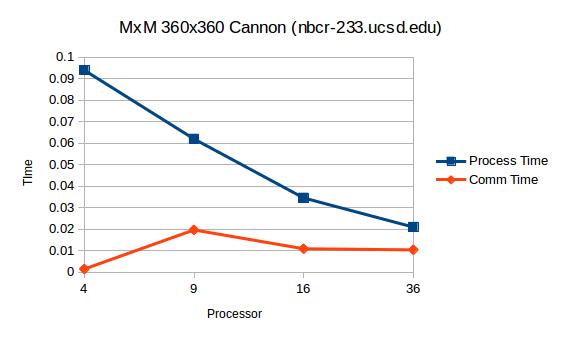 MxM 360x360 Cannon (nbcr-233.ucsd.edu)
0.1
0.09
0.08
0.07
0.06
0.05
0.04
0.03
0.02
0.01
0
Time
4 9 16 36
Processor
Process Time
Comm Time